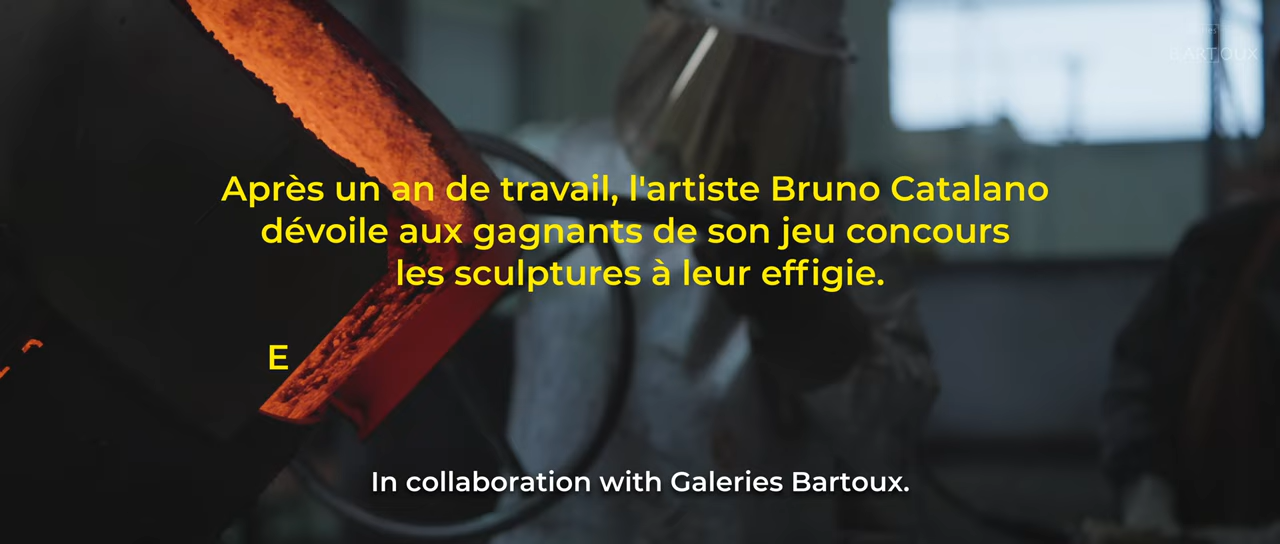 BARTOUX
Après un an de travail, l'artiste Bruno Catalano
dévoile aux gagnants de son jeu concours
les sculptures à leur effigie.
E
In collaboration with Galeries Bartoux.